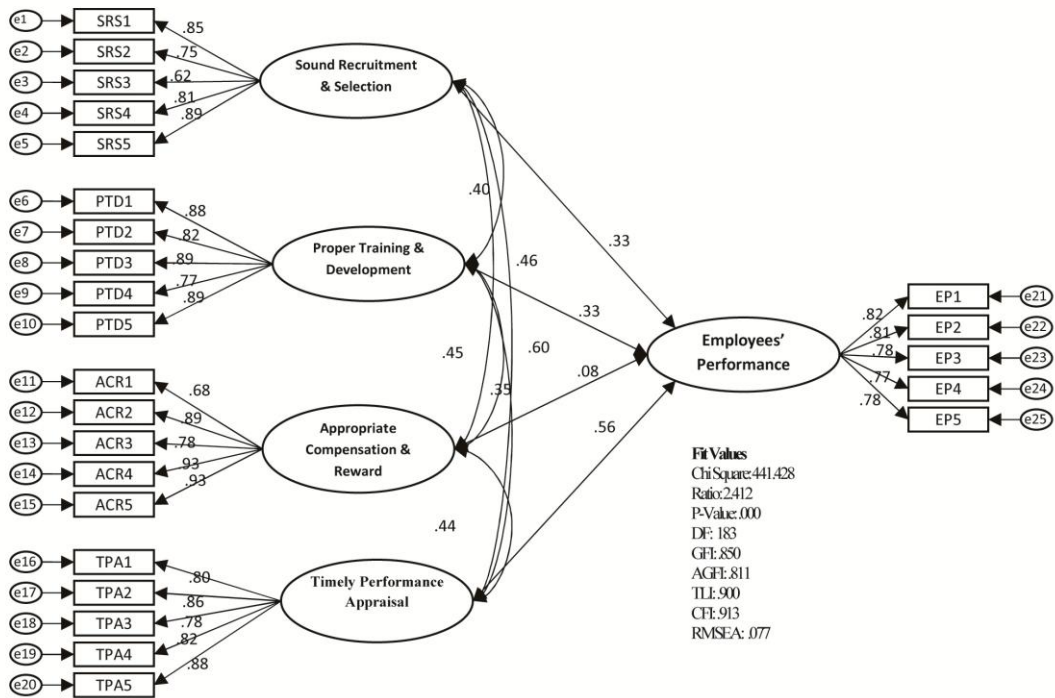 e1 SRS1 .85
e2 SRS2 .75
e3 SRS3 .62
e4 SRS4 .81
e5 SRS5 .89
Sound Recruitment
& Selection
e6 PTD1 .88
e7 PTD2 .82
e8 PTD3 .89
e9 PTD4 .77
e10 PTD5 .89
Proper Training &
Development
e11 ACR1 .68
e12 ACR2 .89
e13 ACR3 .78
e14 ACR4 .93
e15 ACR5 .93
Appropriate
Compensation &
Reward
e16 TPA1 .80
e17 TPA2 .86
e18 TPA3 .78
e19 TPA4 .82
e20 TPA5 .88
Timely Performance
Appraisal
.40
.46
.45
.60
.35
.44
.33
.33
.08
.56
Employees’
Performance
.82 EP1 e21
.81 EP2 e22
.78 EP3 e23
.77 EP4 e24
.78 EP5 e25
Fit Values
Chi Square: 441.428
Ratio: 2.412
P-Value: .000
DF: 183
GFI: .850
AGFI: .811
TLI: .900
CFI: .913
RMSEA: .077